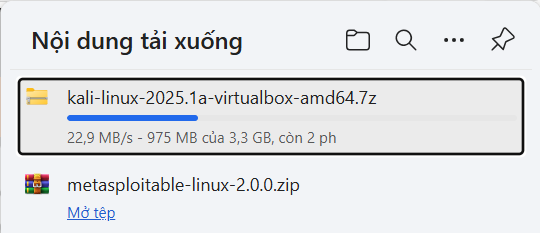 Nội dung tải xuống
kali-linux-2025.1a-virtualbox-amd64.7z
22,9 MB/s - 975 MB của 3,3 GB, còn 2 ph
metasploitable-linux-2.0.0.zip
Mở tệp